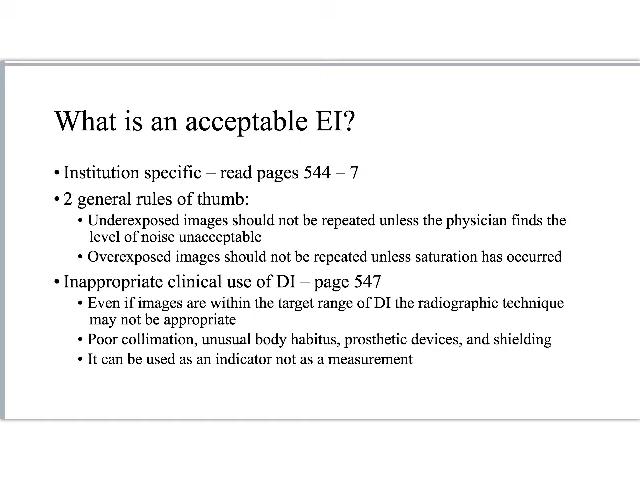 What is an acceptable EI?
• Institution specific – read pages 544 – 7
• 2 general rules of thumb:
• Underexposed images should not be repeated unless the physician finds the
level of noise unacceptable
• Overexposed images should not be repeated unless saturation has occurred
• Inappropriate clinical use of DI – page 547
• Even if images are within the target range of DI the radiographic technique
may not be appropriate
• Poor collimation, unusual body habitus, prosthetic devices, and shielding
• It can be used as an indicator not as a measurement